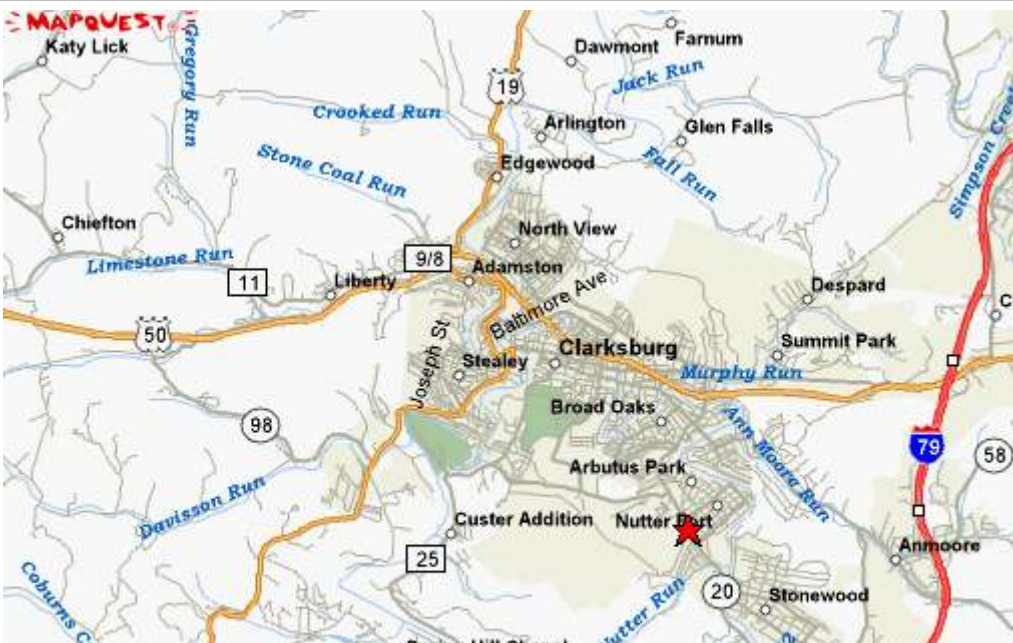 MAPQUEST
Katy Lick
Gregory Run
Dawmont
Farnum
Jack Run
19
Crooked Run
Arlington
Glen Falls
Simpson
Stone Coal Run
Edgewood
Fall Run
Chiefton
North View
Limestone Run
9/8
Adamston
11
Liberty
Baltimore Ave
Despard
50
Joseph St
Clarksburg
Summit Park
Stealey
Murphy Run
98
Broad Oaks
Ann Moore Run
79
58
Arbutus Park
Davisson Run
Custer Addition
Nutter Fort
25
Anmoore
Coburns
20
Stonewood
Nutter Run